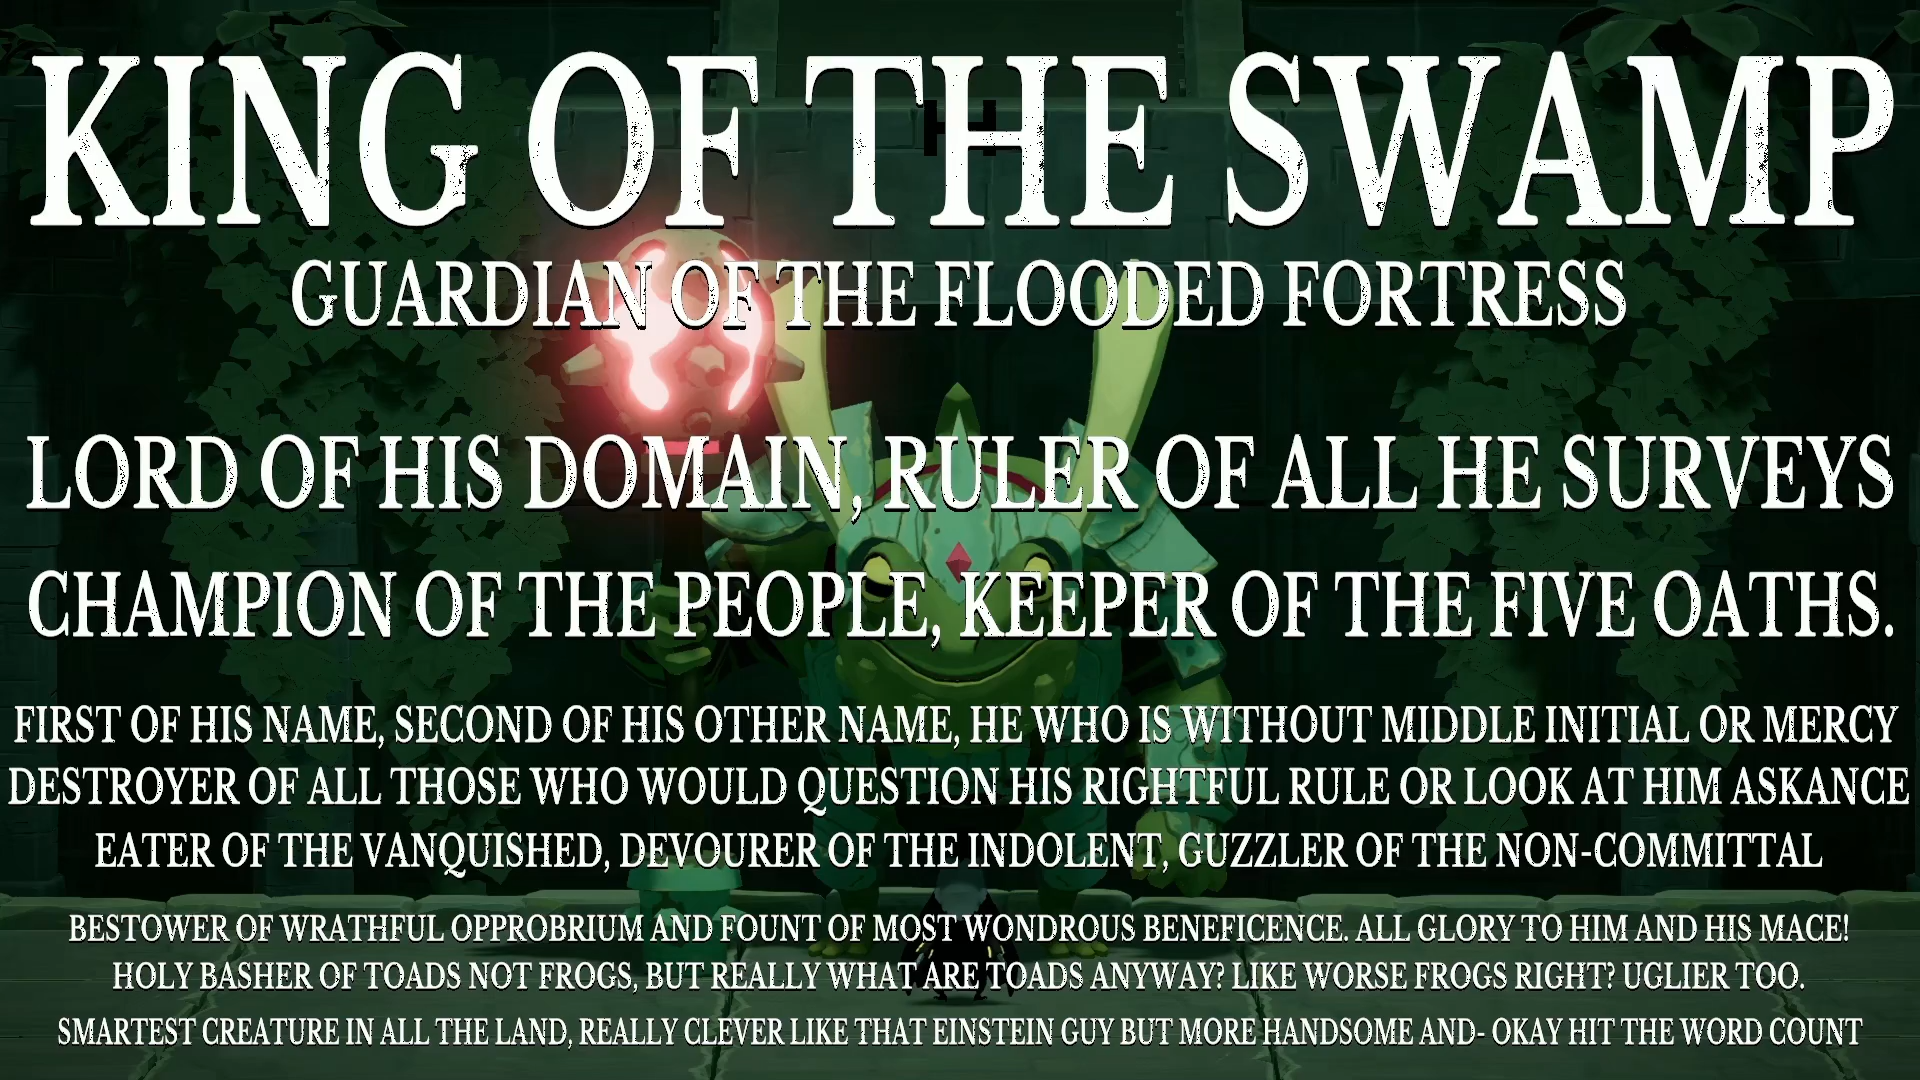 KING OF THE SWAMP
GUARDIAN OF THE FLOODED FORTRESS
LORD OF HIS DOMAIN, RULER OF ALL HE SURVEYS
CHAMPION OF THE PEOPLE, KEEPER OF THE FIVE OATHS.
FIRST OF HIS NAME, SECOND OF HIS OTHER NAME, HE WHO IS WITHOUT MIDDLE INITIAL OR MERCY
DESTROYER OF ALL THOSE WHO WOULD QUESTION HIS RIGHTFUL RULE OR LOOK AT HIM ASKANCE
EATER OF THE VANQUISHED, DEVOURER OF THE INDOLENT, GUZZLER OF THE NON-COMMITTAL
BESTOWER OF WRATHFUL OPPROBRIUM AND FOUNT OF MOST WONDROUS BENEFICENCE. ALL GLORY TO HIM AND HIS MACE!
HOLY BASHER OF TOADS NOT FROGS, BUT REALLY WHAT ARE TOADS ANYWAY? LIKE WORSE FROGS RIGHT? UGLIER TOO.
SMARTEST CREATURE IN ALL THE LAND, REALLY CLEVER LIKE THAT EINSTEIN GUY BUT MORE HANDSOME AND- OKAY HIT THE WORD COUNT